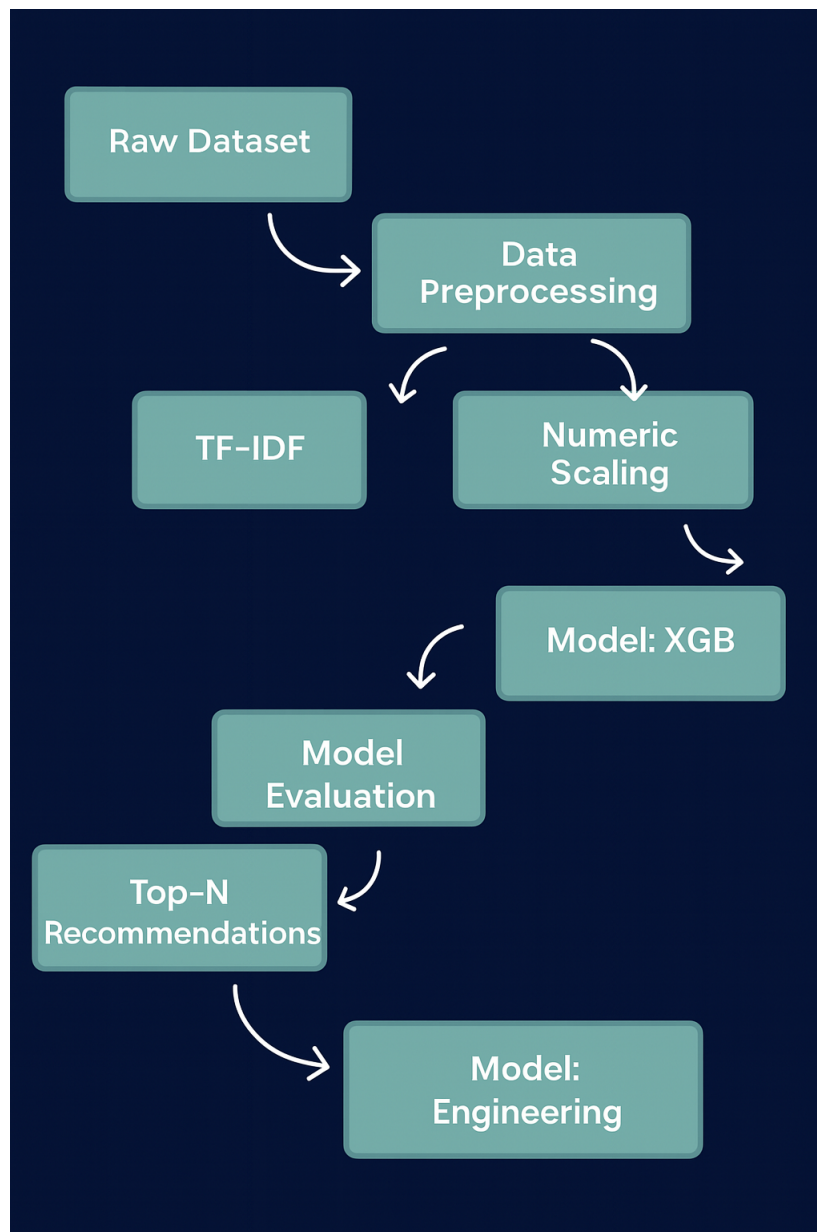 Raw Dataset
Data
Preprocessing
TF-IDF
Numeric
Scaling
Model: XGB
Model
Evaluation
Top-N
Recommendations
Model:
Engineering